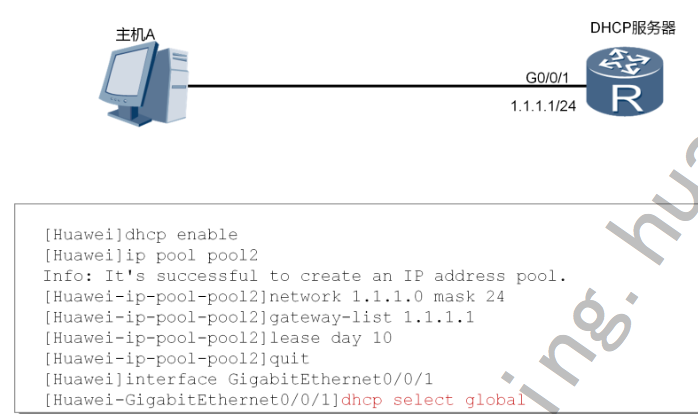 主机A
DHCP服务器
G0/0/1
1.1.1.1/24
R
[Huawei]dhcp enable
[Huawei]ip pool pool2
Info: It's successful to create an IP address pool.
[Huawei-ip-pool-pool2]network 1.1.1.0 mask 24
[Huawei-ip-pool-pool2]gateway-list 1.1.1.1
[Huawei-ip-pool-pool2]lease day 10
[Huawei-ip-pool-pool2]quit
[Huawei]interface GigabitEthernet0/0/1
[Huawei-GigabitEthernet0/0/1]dhcp select global
ing.hua